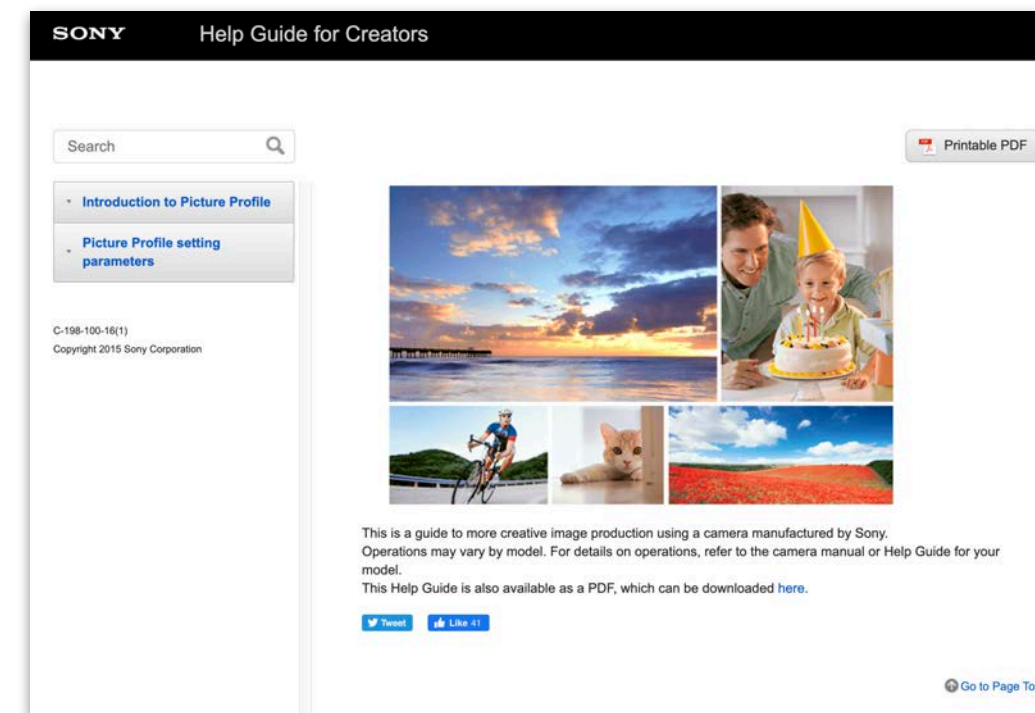 SONY
Help Guide for Creators
Search
Printable PDF
Introduction to Picture Profile
Picture Profile setting
parameters
C-198-100-16(1)
Copyright 2015 Sony Corporation
This is a guide to more creative image production using a camera manufactured by Sony.
Operations may vary by model. For details on operations, refer to the camera manual or Help Guide for your
model.
This Help Guide is also available as a PDF, which can be downloaded here.
Tweet
Like 41
Go to Page To